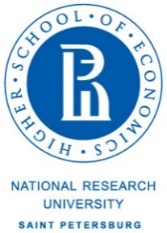 HIGHER · SCHOOL · OF · ECONOMICS ·
NATIONAL RESEARCH
UNIVERSITY
SAINT PETERSBURG